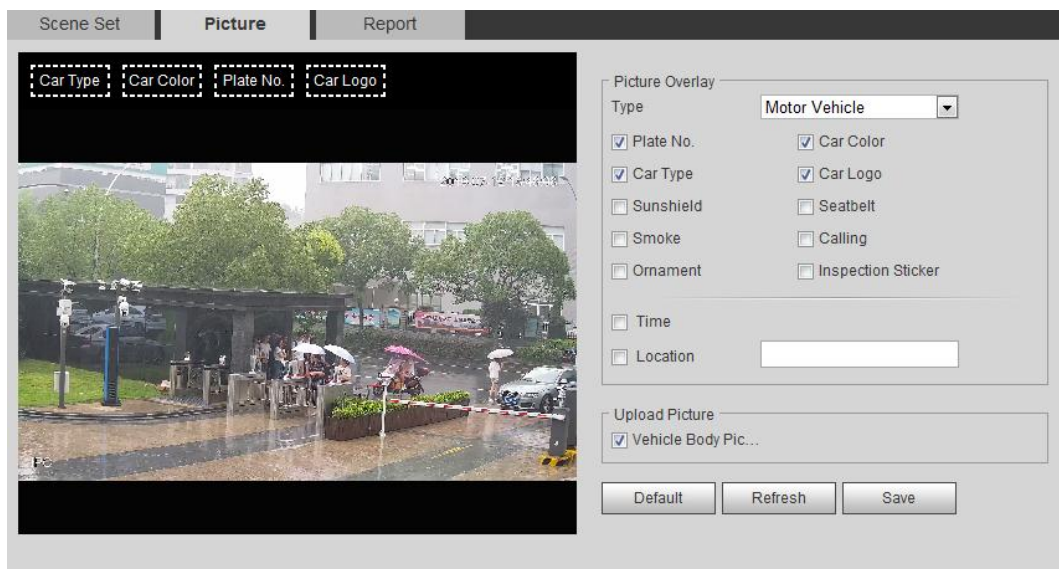 Scene Set Picture Report
Car Type Car Color Plate No. Car Logo
Picture Overlay
Type Motor Vehicle
Plate No. Car Color
Car Type Car Logo
Sunshield Seatbelt
Smoke Calling
Ornament Inspection Sticker
Time
Location
Upload Picture
Vehicle Body Pic...
Default Refresh Save